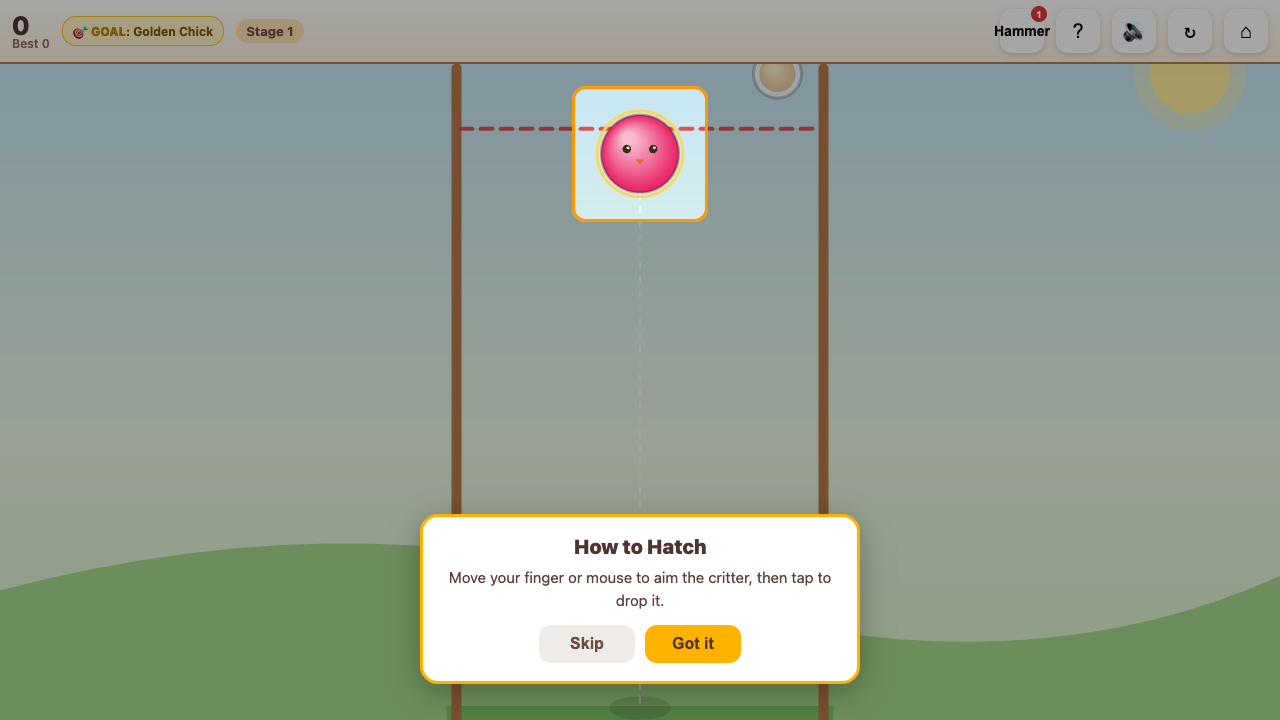 0
Best 0
🎯 GOAL: Golden Chick
Stage 1
Hammer
1
?
How to Hatch
Move your finger or mouse to aim the critter, then tap to
drop it.
Skip
Got it